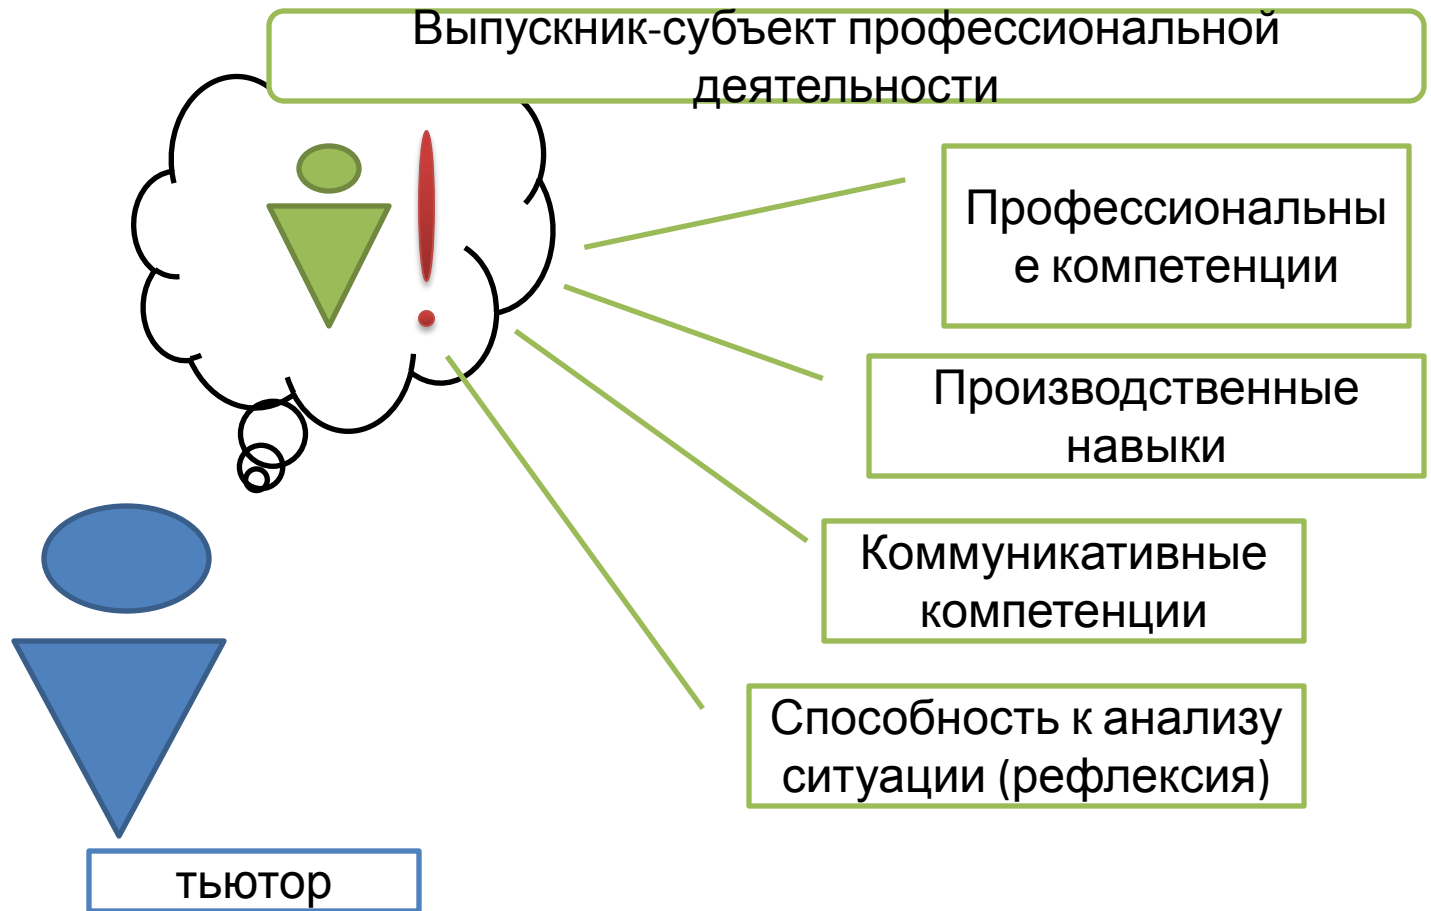 Выпускник-субъект профессиональной
деятельности
Профессиональны
е компетенции
Производственные
навыки
Коммуникативные
компетенции
Способность к анализу
ситуации (рефлексия)
тьютор